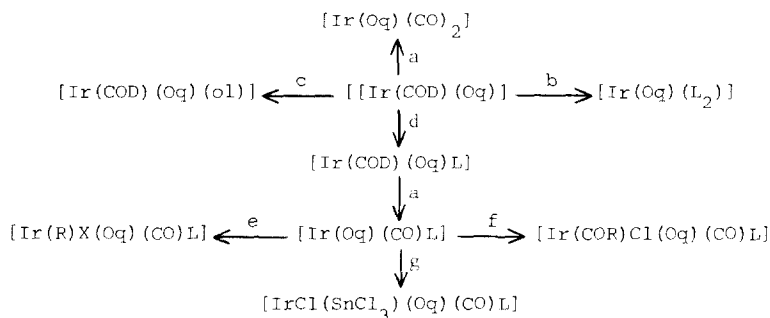 [Ir(Oq)(CO)2]
a
[Ir(COD)(Oq)(ol)] c [[Ir(COD)(Oq)] b [Ir(Oq)(L2)]
d
[Ir(COD)(Oq)L]
a
[Ir(R)X(Oq)(CO)L] e [Ir(Oq)(CO)L] f [Ir(COR)Cl(Oq)(CO)L]
g
[IrCl(SnCl3)(Oq)(CO)L]